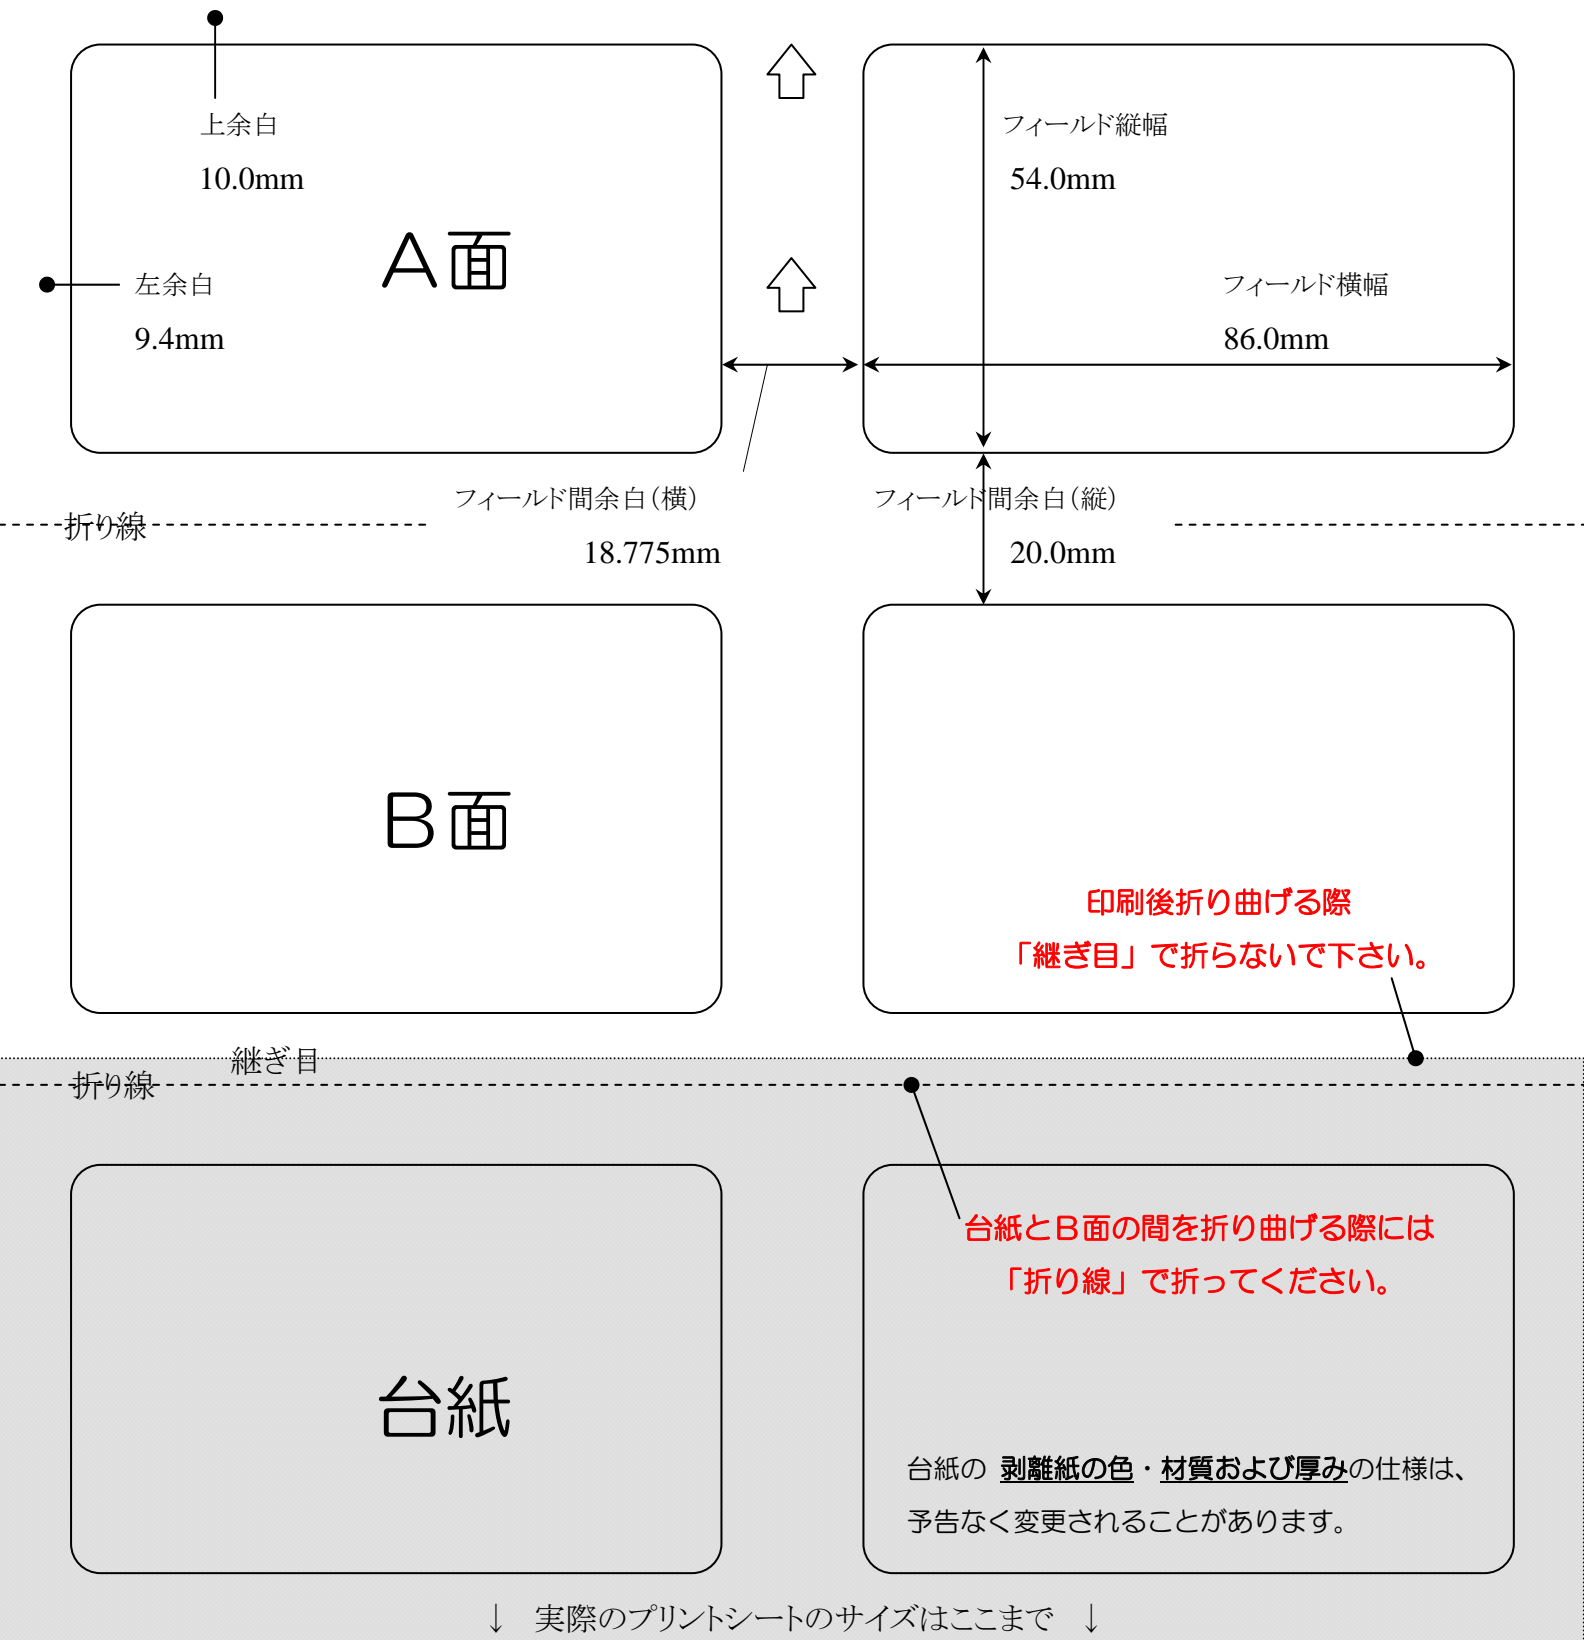 上余白
10.0mm
フィールド縦幅
54.0mm
A面
左余白
9.4mm
フィールド横幅
86.0mm
フィールド間余白(横)
18.775mm
フィールド間余白(縦)
20.0mm
折り線
B面
印刷後折り曲げる際
「継ぎ目」で折らないで下さい。
継ぎ目
折り線
台紙とB面の間を折り曲げる際には
「折り線」で折ってください。
台紙
台紙の 剥離紙の色・材質および厚みの仕様は、
予告なく変更されることがあります。
↓ 実際のプリントシートのサイズはここまで ↓